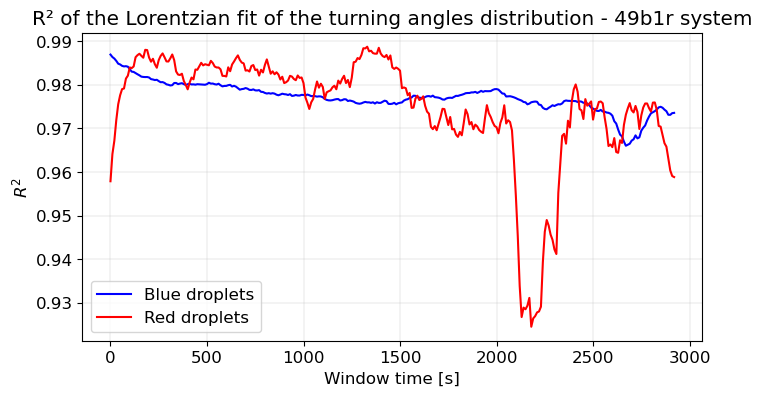 R² of the Lorentzian fit of the turning angles distribution - 49b1r system
0.99
0.98
0.97
0.96
0.95
0.94
0.93
R²
Blue droplets
Red droplets
0 500 1000 1500 2000 2500 3000
Window time [s]